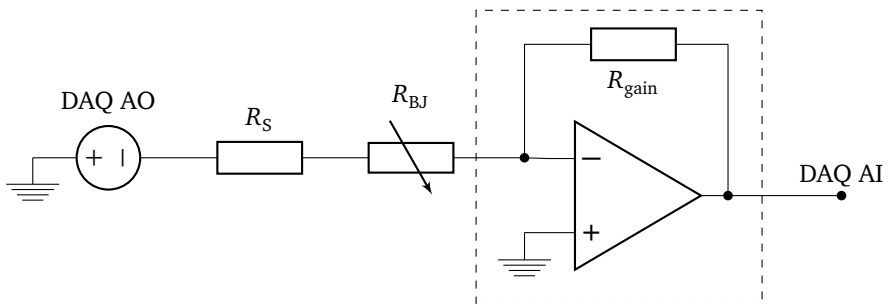 DAQ AO
R_S
R_BJ
R_gain
+ −
−
+
DAQ AI